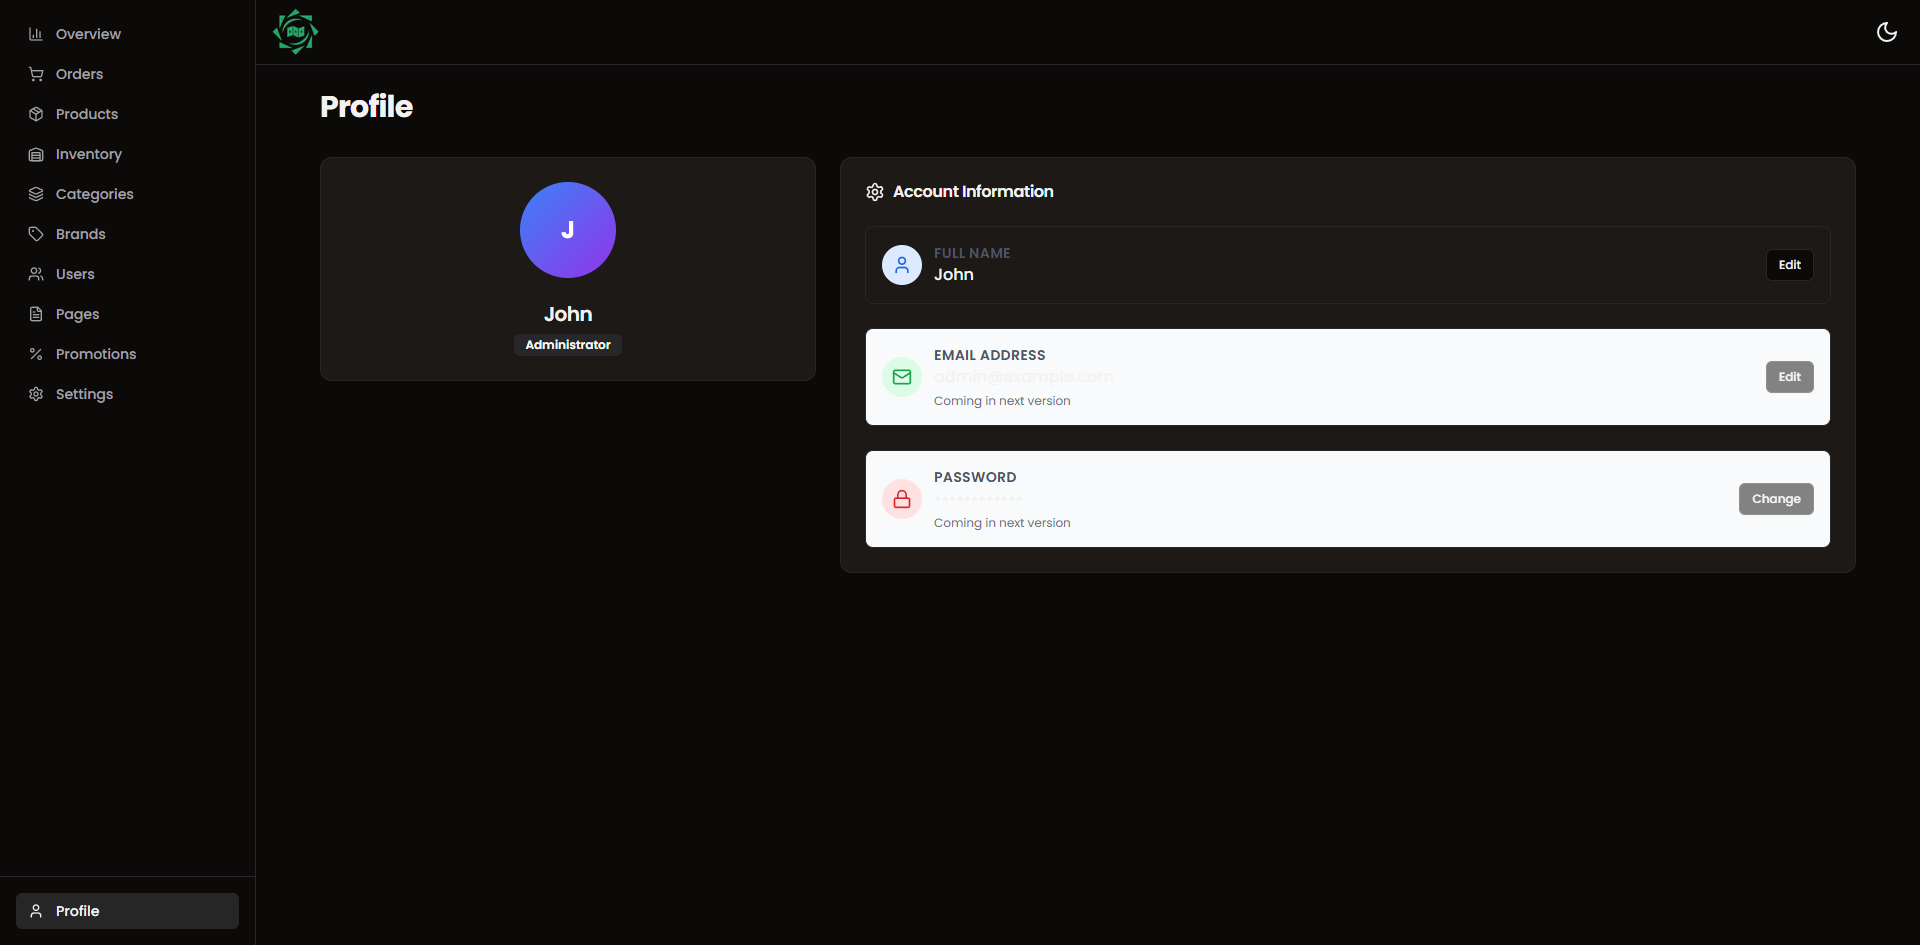 Overview
Orders
Products
Inventory
Categories
Brands
Users
Pages
Promotions
Settings
Profile
Profile
J
John
Administrator
Account Information
FULL NAME
John
Edit
EMAIL ADDRESS
admin@example.com
Coming in next version
Edit
PASSWORD
••••••••••••
Coming in next version
Change